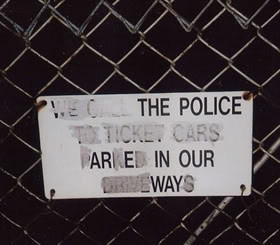 WE CALL THE POLICE
TO TICKET CARS
PARKED IN OUR
DRIVEWAYS